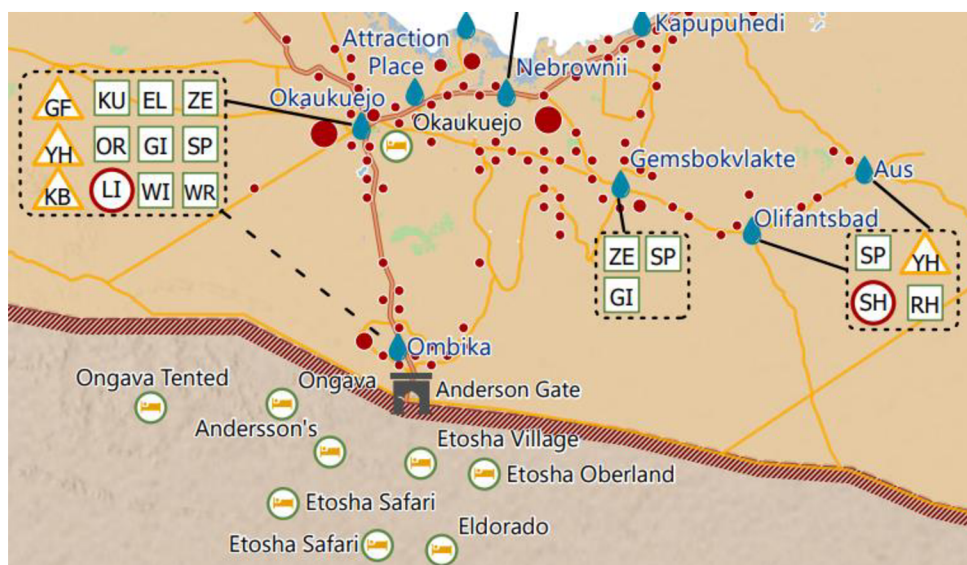 Attraction
Place
Kapupuhedi
Nebrownii
Okaukuejo
Okaukuejo
GF KU EL ZE
YH OR GI SP
KB LI WI WR
Gemsbokvlakte
Aus
Olifantsbad
ZE SP
GI
SP YH
SH RH
Ombika
Anderson Gate
Ongava Tented
Ongava
Andersson's
Etosha Village
Etosha Oberland
Etosha Safari
Etosha Safari
Eldorado